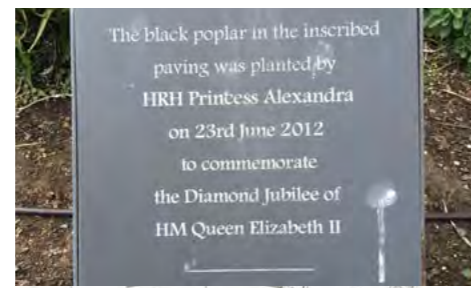 The black poplar in the inscribed
paving was planted by
HRH Princess Alexandra
on 23rd June 2012
to commemorate
the Diamond Jubilee of
HM Queen Elizabeth II